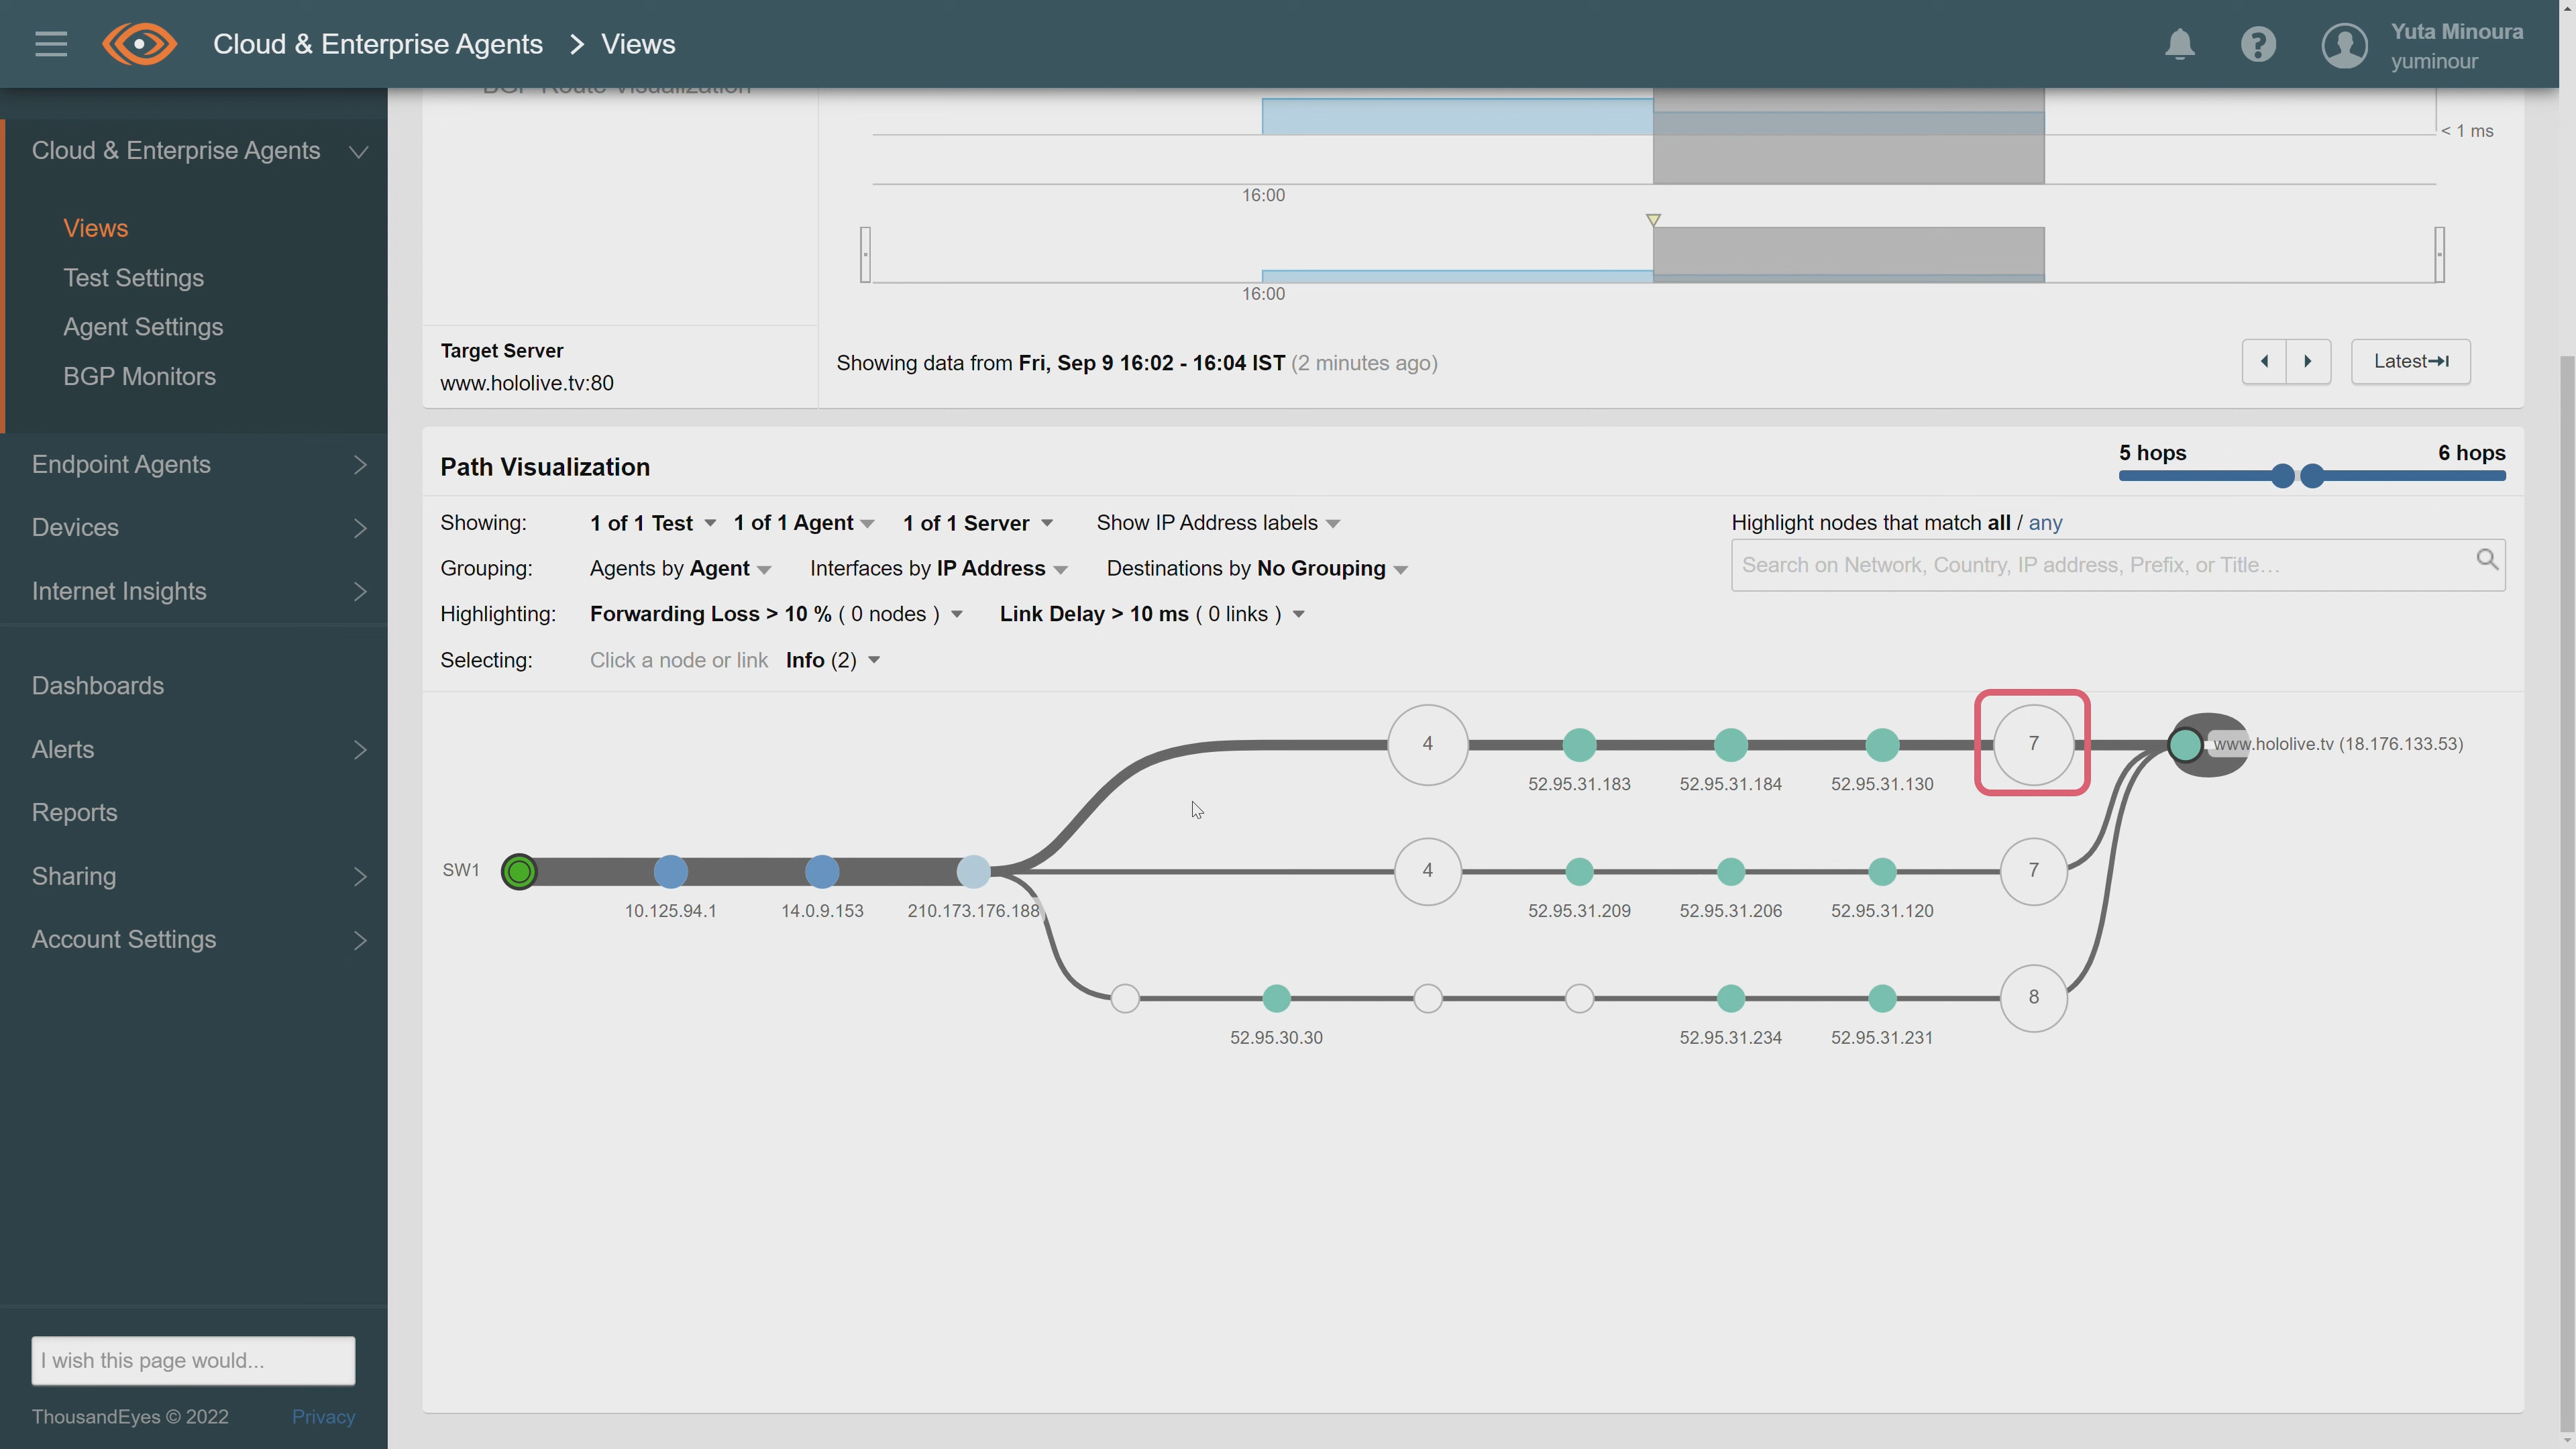 Cloud & Enterprise Agents > Views
Yuta Minoura
yuminour
Cloud & Enterprise Agents
Views
Test Settings
Agent Settings
BGP Monitors
Endpoint Agents
Devices
Internet Insights
Dashboards
Alerts
Reports
Sharing
Account Settings
I wish this page would...
ThousandEyes © 2022 Privacy
BGP Route Visualization
< 1 ms
16:00
16:00
Target Server
www.hololive.tv:80
Showing data from Fri, Sep 9 16:02 - 16:04 IST (2 minutes ago)
Latest
Path Visualization
5 hops 6 hops
Showing: 1 of 1 Test 1 of 1 Agent 1 of 1 Server Show IP Address labels
Highlight nodes that match all / any
Search on Network, Country, IP address, Prefix, or Title...
Grouping: Agents by Agent Interfaces by IP Address Destinations by No Grouping
Highlighting: Forwarding Loss > 10 % ( 0 nodes ) Link Delay > 10 ms ( 0 links )
Selecting: Click a node or link Info (2)
4 7 www.hololive.tv (18.176.133.53)
52.95.31.183 52.95.31.184 52.95.31.130
SW1 4 7
10.125.94.1 14.0.9.153 210.173.176.188 52.95.31.209 52.95.31.206 52.95.31.120
8
52.95.30.30 52.95.31.234 52.95.31.231